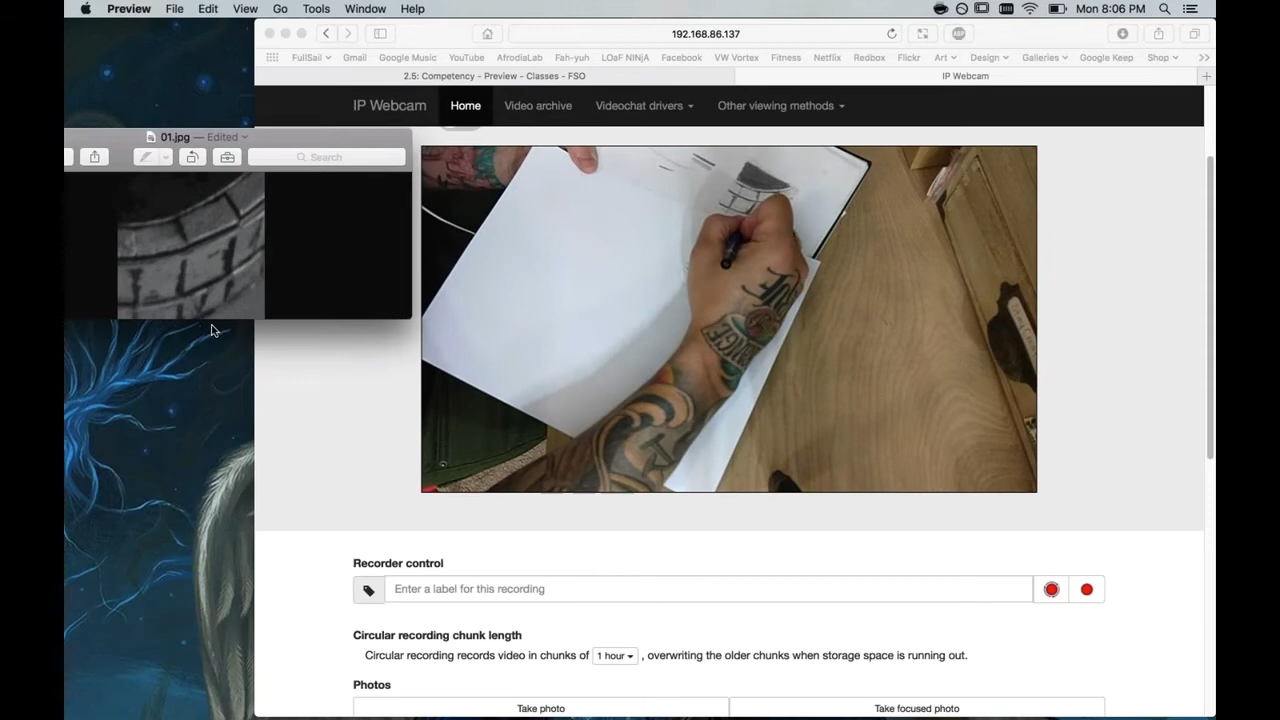 Preview File Edit View Go Tools Window Help Mon 8:06 PM
192.168.86.137
FullSail Gmail Google Music YouTube AfrodiaLab Fah-yuh LOaF NINjA Facebook VW Vortex Fitness Netflix Redbox Flickr Art Design Galleries Google Keep Shop
2.5: Competency - Preview - Classes - FSO IP Webcam
IP Webcam Home Video archive Videochat drivers Other viewing methods
01.jpg — Edited
Search
Recorder control
Enter a label for this recording
Circular recording chunk length
Circular recording records video in chunks of 1 hour , overwriting the older chunks when storage space is running out.
Photos
Take photo Take focused photo